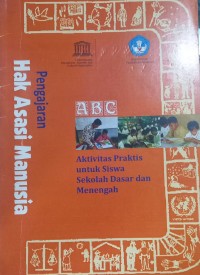 Pengajaran
Hak Asasi Manusia
ABC
Aktivitas Praktis
untuk Siswa
Sekolah Dasar dan
Menengah